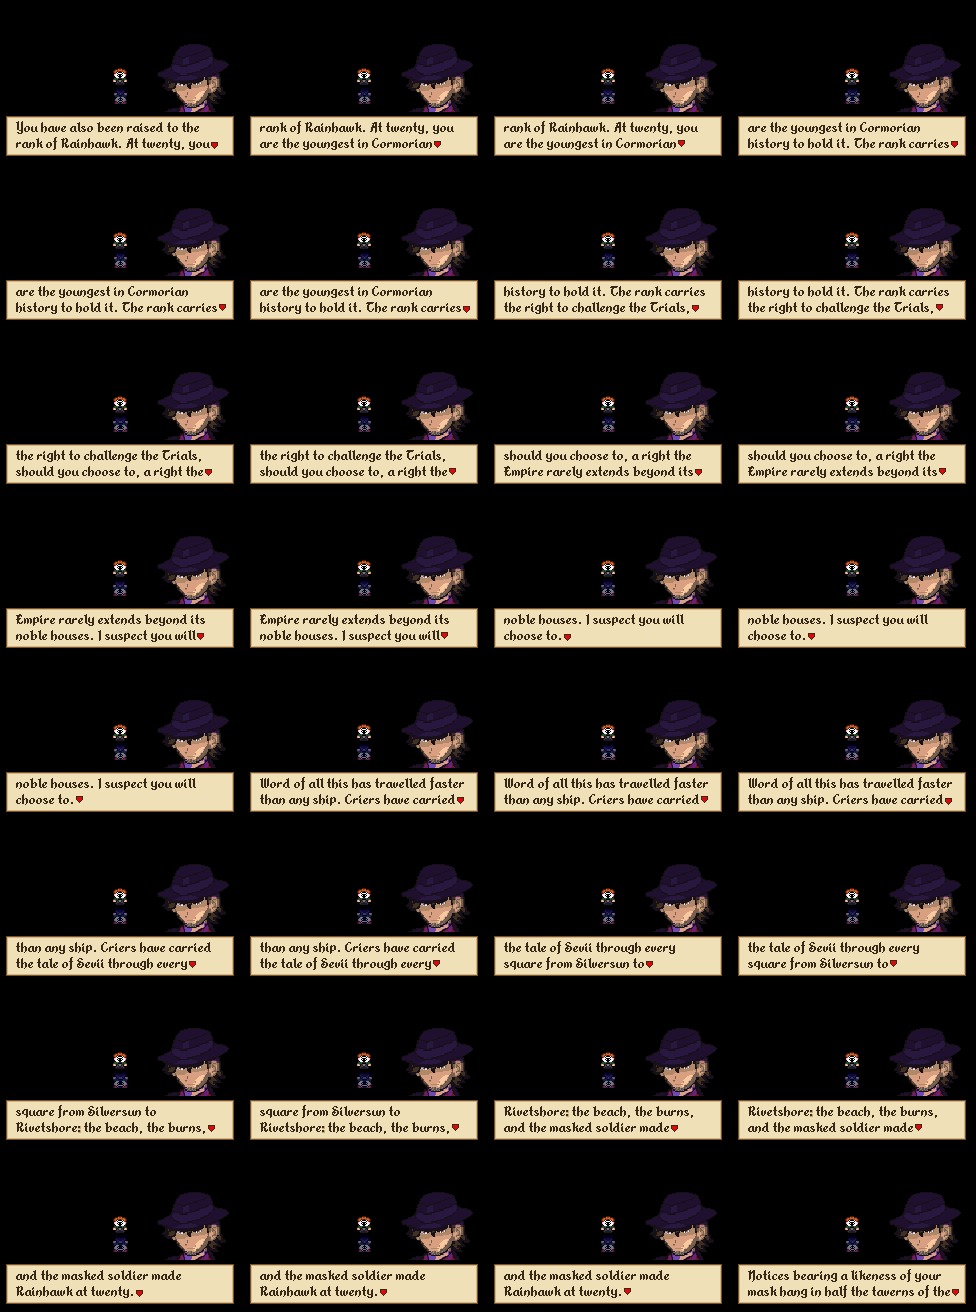 You have also been raised to the
rank of Rainhawk. At twenty, you
rank of Rainhawk. At twenty, you
are the youngest in Cormorian
rank of Rainhawk. At twenty, you
are the youngest in Cormorian
are the youngest in Cormorian
history to hold it. The rank carries
are the youngest in Cormorian
history to hold it. The rank carries
are the youngest in Cormorian
history to hold it. The rank carries
history to hold it. The rank carries
the right to challenge the Trials,
history to hold it. The rank carries
the right to challenge the Trials,
the right to challenge the Trials,
should you choose to, a right the
the right to challenge the Trials,
should you choose to, a right the
should you choose to, a right the
Empire rarely extends beyond its
should you choose to, a right the
Empire rarely extends beyond its
Empire rarely extends beyond its
noble houses. I suspect you will
Empire rarely extends beyond its
noble houses. I suspect you will
noble houses. I suspect you will
choose to.
noble houses. I suspect you will
choose to.
noble houses. I suspect you will
choose to.
Word of all this has travelled faster
than any ship. Criers have carried
Word of all this has travelled faster
than any ship. Criers have carried
Word of all this has travelled faster
than any ship. Criers have carried
than any ship. Criers have carried
the tale of Sevii through every
than any ship. Criers have carried
the tale of Sevii through every
the tale of Sevii through every
square from Silversun to
the tale of Sevii through every
square from Silversun to
square from Silversun to
Rivetshore: the beach, the burns,
square from Silversun to
Rivetshore: the beach, the burns,
Rivetshore: the beach, the burns,
and the masked soldier made
Rivetshore: the beach, the burns,
and the masked soldier made
and the masked soldier made
Rainhawk at twenty.
and the masked soldier made
Rainhawk at twenty.
and the masked soldier made
Rainhawk at twenty.
Notices bearing a likeness of your
mask hang in half the taverns of the